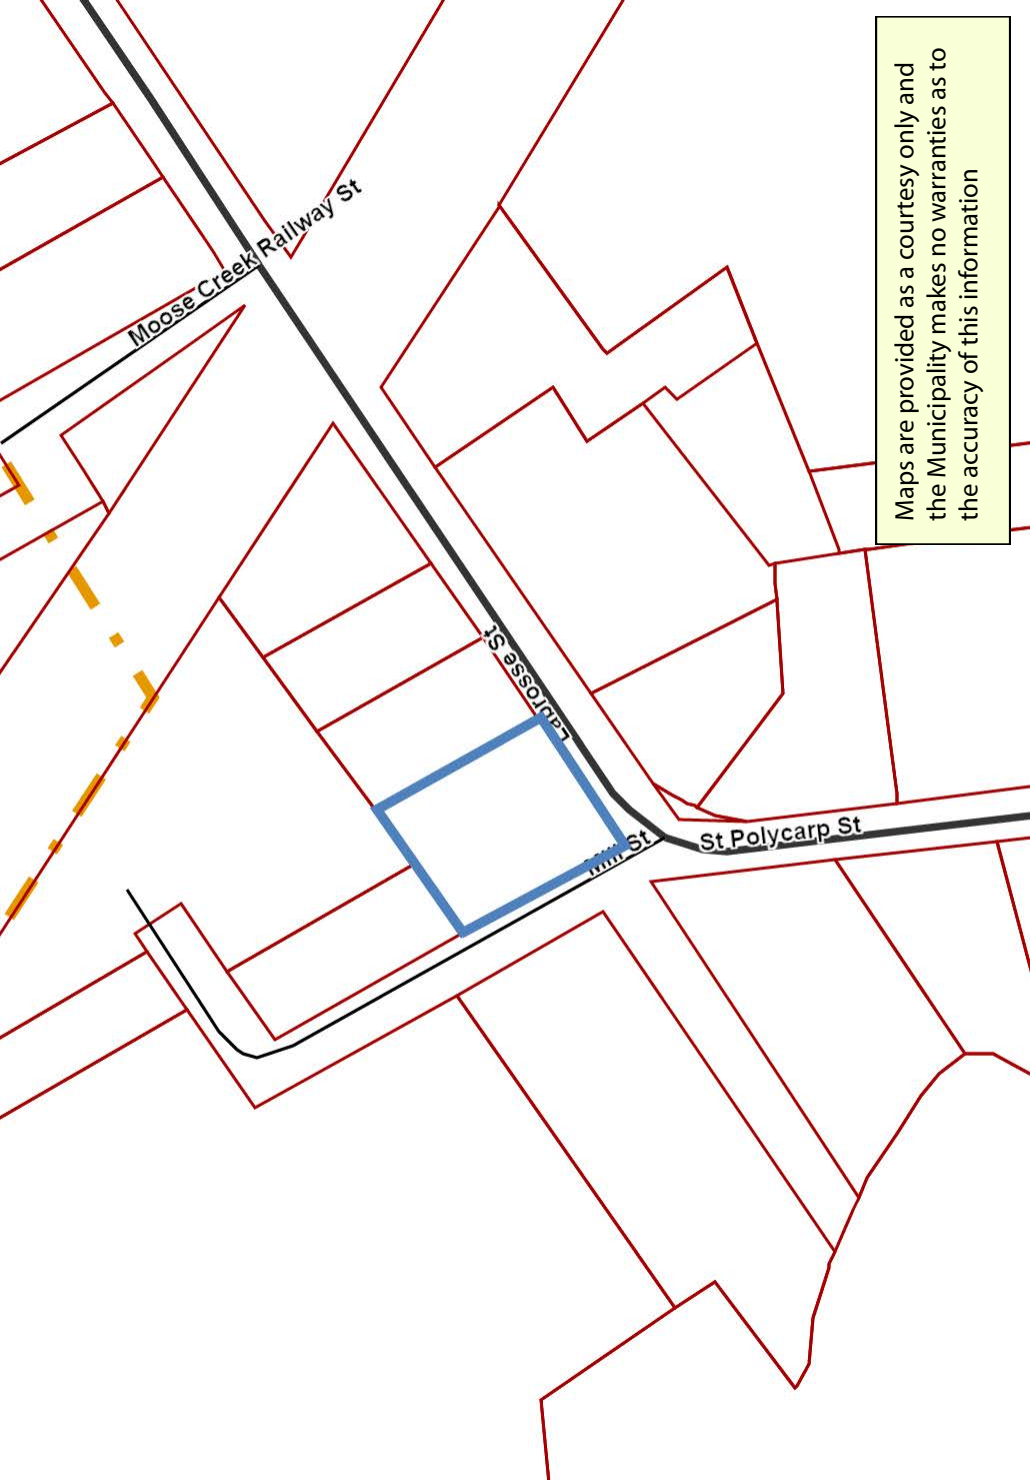 Maps are provided as a courtesy only and
the Municipality makes no warranties as to
the accuracy of this information
Moose Creek Railway St
Labrosse St
Mill St
St Polycarp St